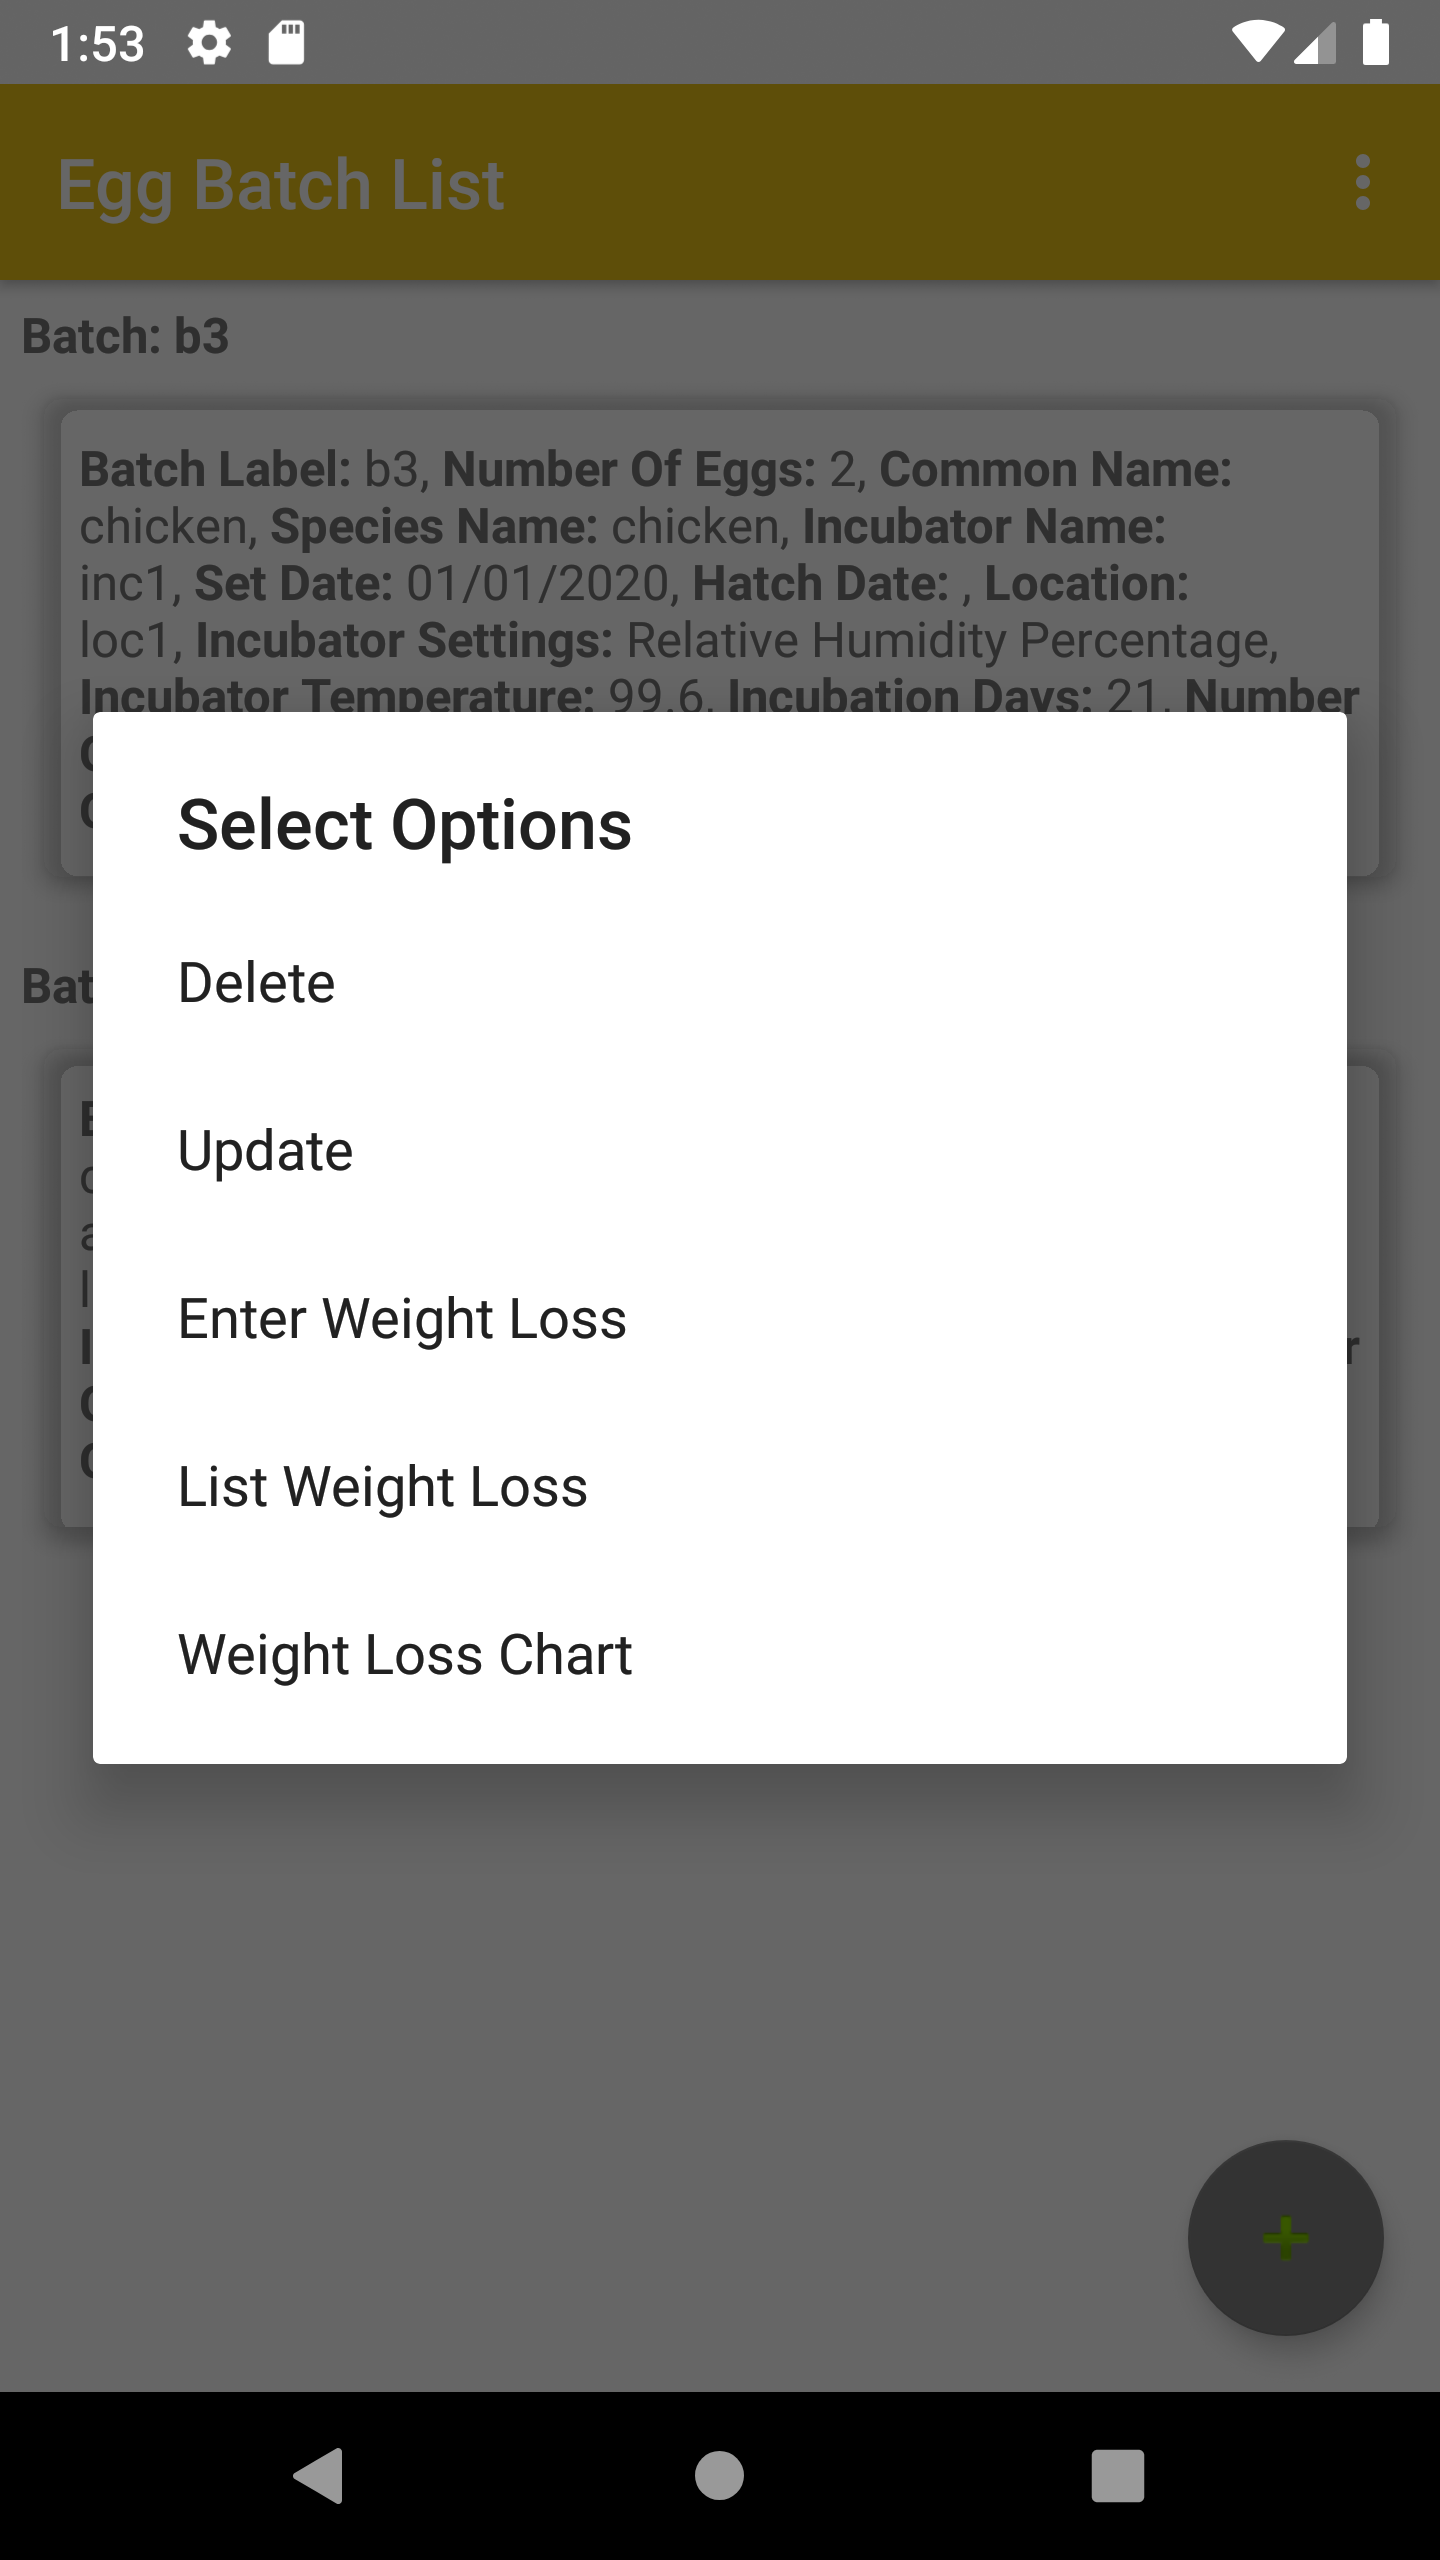 1:53
Egg Batch List
Batch: b3
Batch Label: b3, Number Of Eggs: 2, Common Name:
chicken, Species Name: chicken, Incubator Name:
inc1, Set Date: 01/01/2020, Hatch Date: , Location:
loc1, Incubator Settings: Relative Humidity Percentage,
Incubator Temperature: 99.6, Incubation Days: 21, Number
Select Options
Delete
Update
Enter Weight Loss
List Weight Loss
Weight Loss Chart